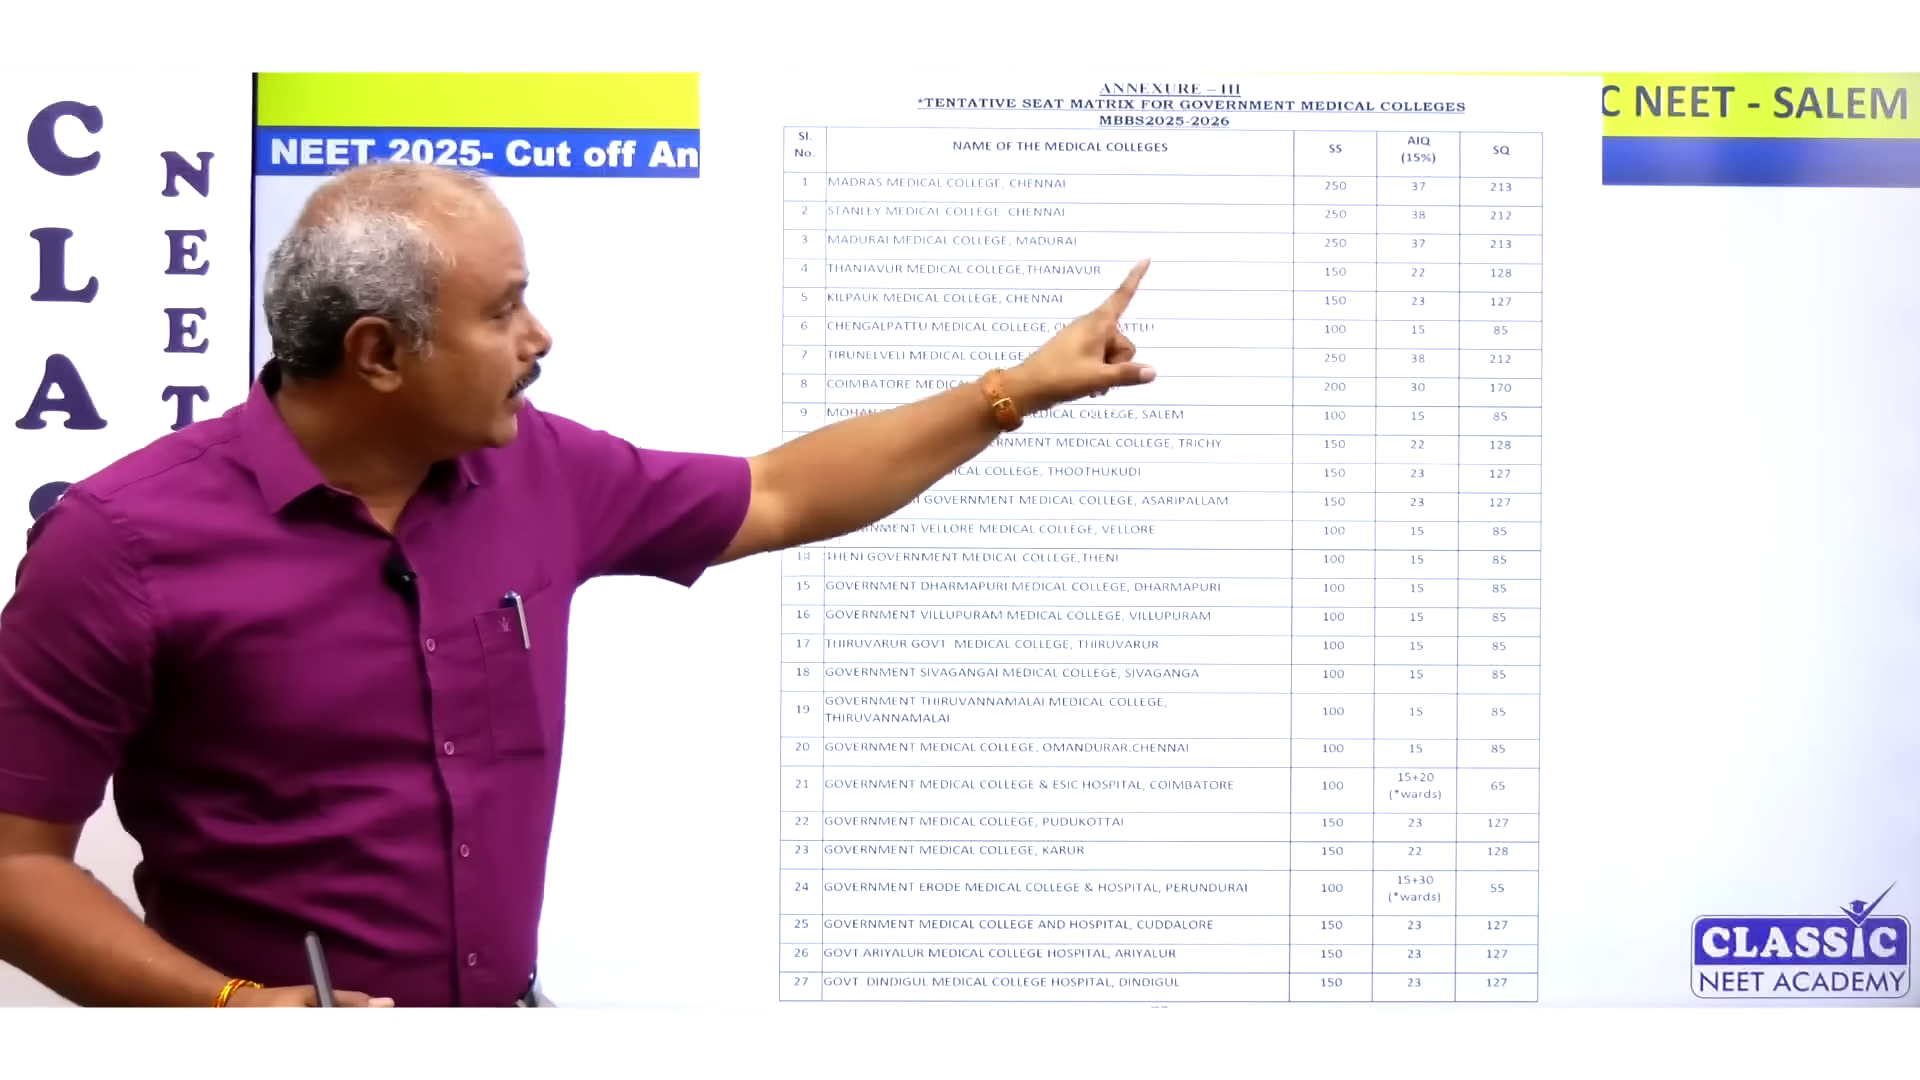 C
L
A
N
E
E
T
NEET 2025- Cut off An
C NEET - SALEM
ANNEXURE – III
*TENTATIVE SEAT MATRIX FOR GOVERNMENT MEDICAL COLLEGES
MBBS2025-2026
Sl. No. NAME OF THE MEDICAL COLLEGES SS AIQ (15%) SQ
1 MADRAS MEDICAL COLLEGE, CHENNAI 250 37 213
2 STANLEY MEDICAL COLLEGE. CHENNAI 250 38 212
3 MADURAI MEDICAL COLLEGE, MADURAI 250 37 213
4 THANJAVUR MEDICAL COLLEGE,THANJAVUR 150 22 128
5 KILPAUK MEDICAL COLLEGE, CHENNAI 150 23 127
6 CHENGALPATTU MEDICAL COLLEGE, 100 15 85
7 TIRUNELVELI MEDICAL COLLEGE 250 38 212
8 COIMBATORE 200 30 170
9 COLLEGE, SALEM 100 15 85
MEDICAL COLLEGE, TRICHY 150 22 128
COLLEGE, THOOTHUKUDI 150 23 127
GOVERNMENT MEDICAL COLLEGE, ASARIPALLAM 150 23 127
VELLORE MEDICAL COLLEGE, VELLORE 100 15 85
14 THENI GOVERNMENT MEDICAL COLLEGE,THENI 100 15 85
15 GOVERNMENT DHARMAPURI MEDICAL COLLEGE, DHARMAPURI 100 15 85
16 GOVERNMENT VILLUPURAM MEDICAL COLLEGE, VILLUPURAM 100 15 85
17 THIRUVARUR GOVT MEDICAL COLLEGE, THIRUVARUR 100 15 85
18 GOVERNMENT SIVAGANGAI MEDICAL COLLEGE, SIVAGANGA 100 15 85
19 GOVERNMENT THIRUVANNAMALAI MEDICAL COLLEGE,
THIRUVANNAMALAI 100 15 85
20 GOVERNMENT MEDICAL COLLEGE, OMANDURAR.CHENNAI 100 15 85
21 GOVERNMENT MEDICAL COLLEGE & ESIC HOSPITAL, COIMBATORE 100 15+20 (*wards) 65
22 GOVERNMENT MEDICAL COLLEGE, PUDUKOTTAI 150 23 127
23 GOVERNMENT MEDICAL COLLEGE, KARUR 150 22 128
24 GOVERNMENT ERODE MEDICAL COLLEGE & HOSPITAL, PERUNDURAI 100 15+30 (*wards) 55
25 GOVERNMENT MEDICAL COLLEGE AND HOSPITAL, CUDDALORE 150 23 127
26 GOVT.ARIYALUR MEDICAL COLLEGE HOSPITAL, ARIYALUR 150 23 127
27 GOVT. DINDIGUL MEDICAL COLLEGE HOSPITAL, DINDIGUL 150 23 127
CLASSIC
NEET ACADEMY